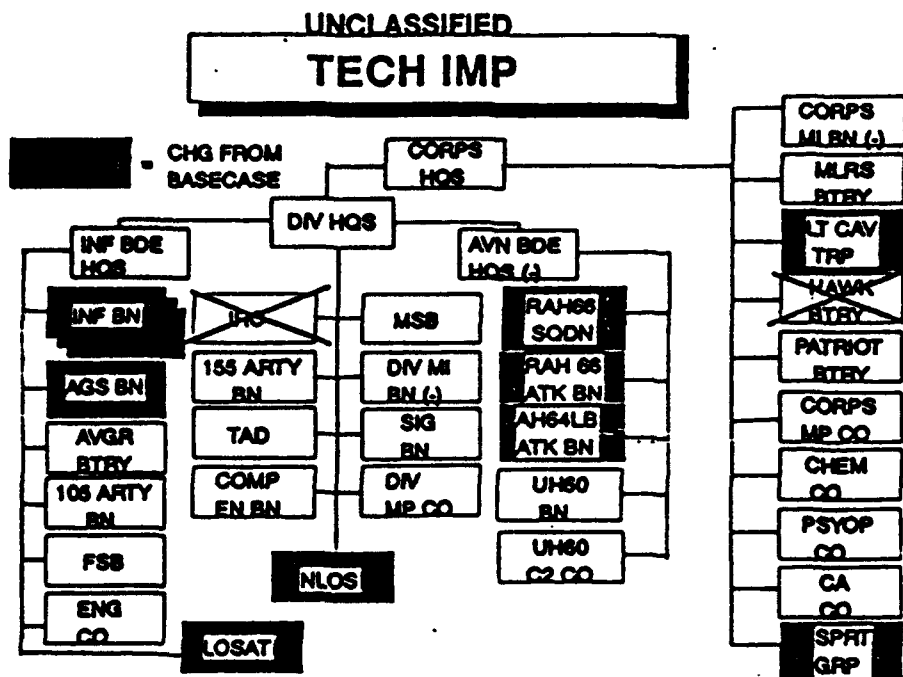 UNCLASSIFIED
TECH IMP
= CHG FROM
BASECASE
CORPS
HQS
DIV HQS
INF BDE
HQS
INF BN
AGS BN
AVGR
BTRY
105 ARTY
BN
FSB
ENG
CO
LOSAT
155 ARTY
BN
TAD
COMP
EN BN
MSB
DIV MI
BN (-)
SIG
BN
DIV
MP CO
NLOS
AVN BDE
HQS (-)
RAH66
SQDN
RAH 66
ATK BN
AH64LB
ATK BN
UH60
BN
UH60
C2 CO
CORPS
MI BN (-)
MLRS
BTRY
LT CAV
TRP
HAWK
BTRY
PATRIOT
BTRY
CORPS
MP CO
CHEM
CO
PSYOP
CO
CA
CO
SPRT
GRP